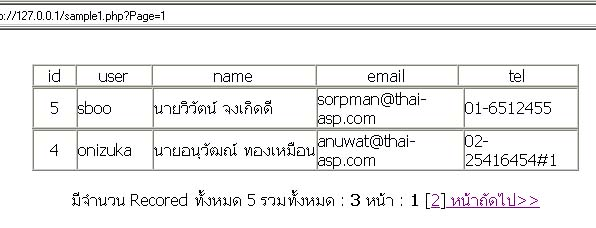 p://127.0.0.1/sample1.php?Page=1
id user name email tel
5 sboo นายวิวัตน์ จงเกิดดี sorpman@thai-asp.com 01-6512455
4 onizuka นายอนุวัฒณ์ ทองเหมือน anuwat@thai-asp.com 02-25416454#1
มีจำนวน Recored ทั้งหมด 5 รวมทั้งหมด : 3 หน้า : 1 [2] หน้าถัดไป>>